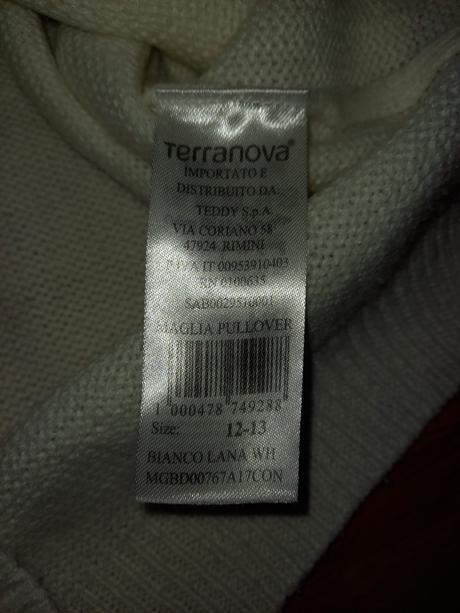 Terranova
IMPORTATO E
DISTRIBUITO DA:
TEDDY S.p.A.
VIA CORIANO 58
47924 RIMINI
P.IVA IT 00953910403
RN 0100635
MAGLIA PULLOVER
1 000478 749288
Size: 12-13
BIANCO LANA WH
MGBD00767A17CON